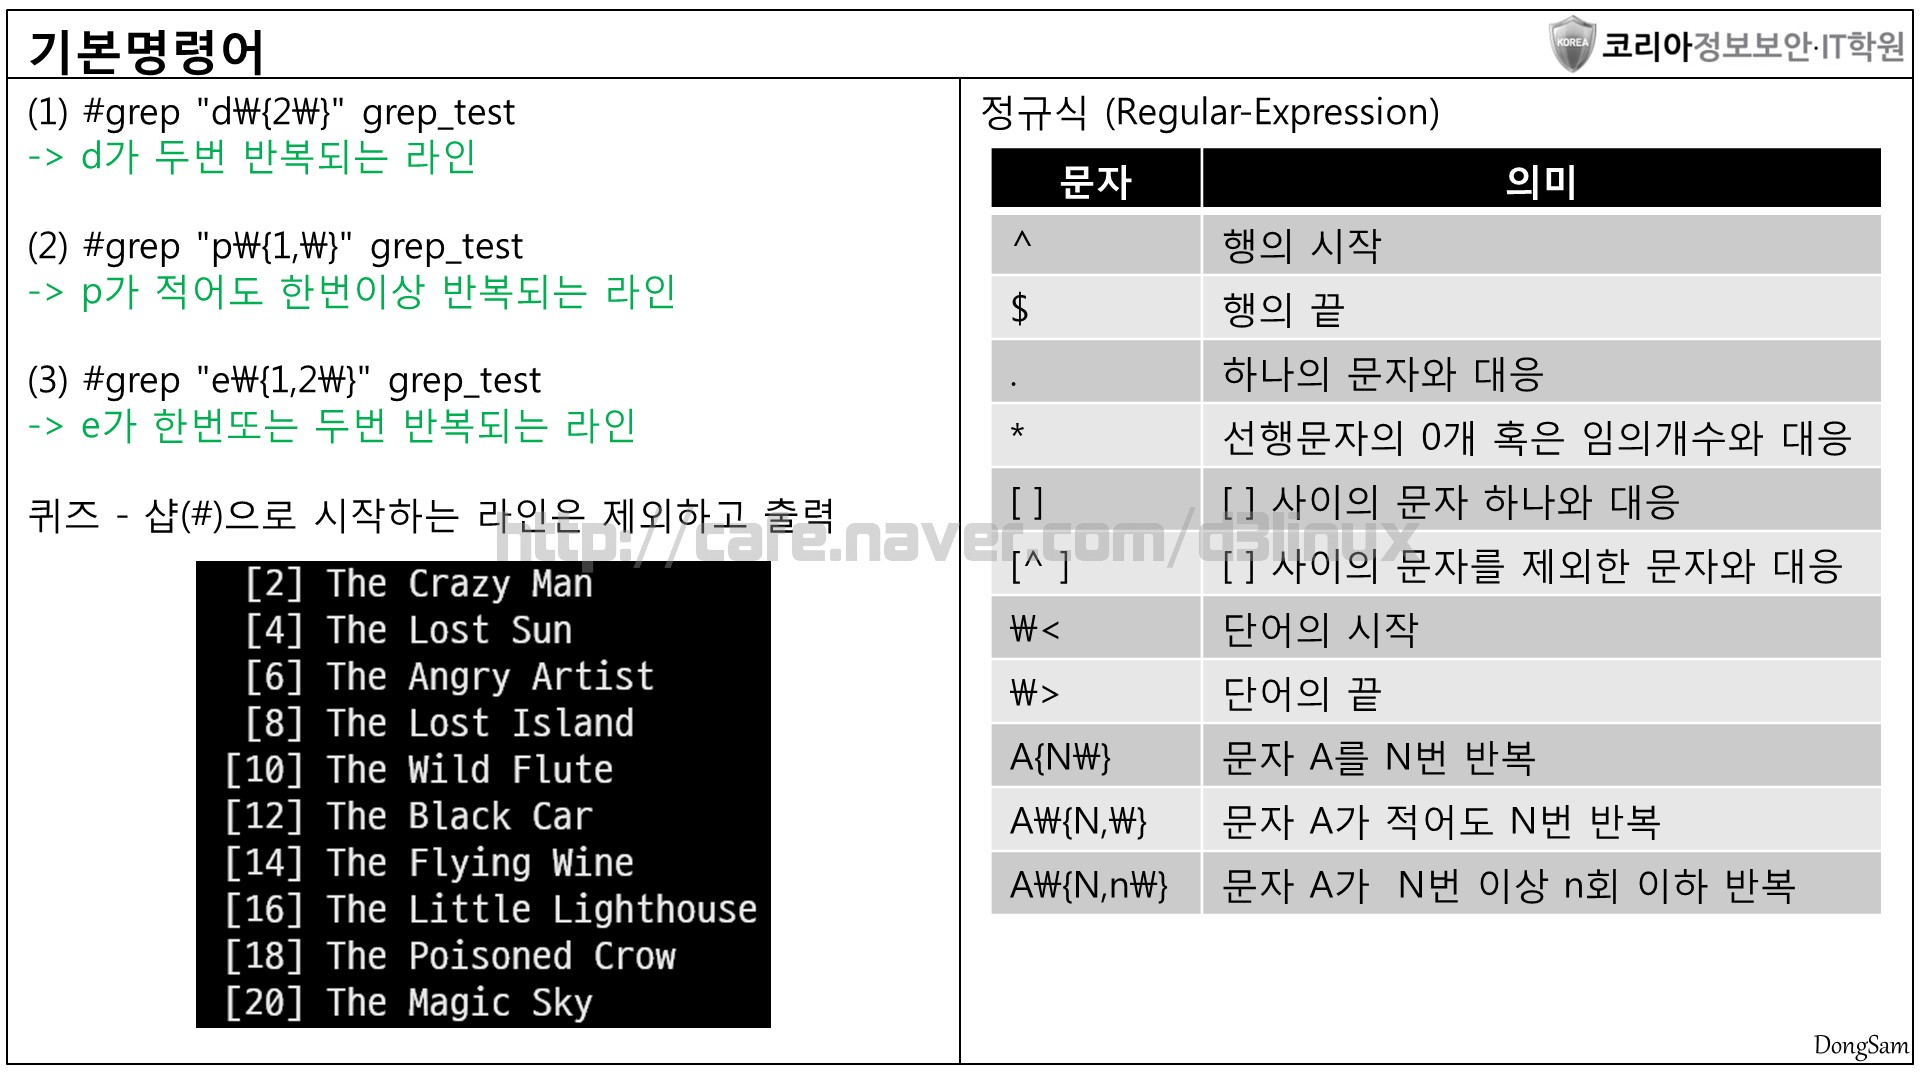 기본명령어
KOREA
코리아정보보안·IT학원
(1) #grep "d₩{2₩}" grep_test
-> d가 두번 반복되는 라인
(2) #grep "p₩{1,₩}" grep_test
-> p가 적어도 한번이상 반복되는 라인
(3) #grep "e₩{1,2₩}" grep_test
-> e가 한번또는 두번 반복되는 라인
퀴즈 - 샵(#)으로 시작하는 라인은 제외하고 출력
[2] The Crazy Man
[4] The Lost Sun
[6] The Angry Artist
[8] The Lost Island
[10] The Wild Flute
[12] The Black Car
[14] The Flying Wine
[16] The Little Lighthouse
[18] The Poisoned Crow
[20] The Magic Sky
정규식 (Regular-Expression)
문자 의미
^ 행의 시작
$ 행의 끝
. 하나의 문자와 대응
* 선행문자의 0개 혹은 임의개수와 대응
[ ] [ ] 사이의 문자 하나와 대응
[^ ] [ ] 사이의 문자를 제외한 문자와 대응
₩< 단어의 시작
₩> 단어의 끝
A{N₩} 문자 A를 N번 반복
A₩{N,₩} 문자 A가 적어도 N번 반복
A₩{N,n₩} 문자 A가 N번 이상 n회 이하 반복
http://cafe.naver.com/d3linux
DongSam